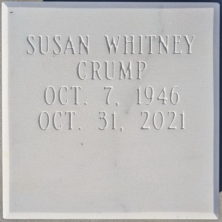 SUSAN WHITNEY
CRUMP
OCT. 7, 1946
OCT. 31, 2021